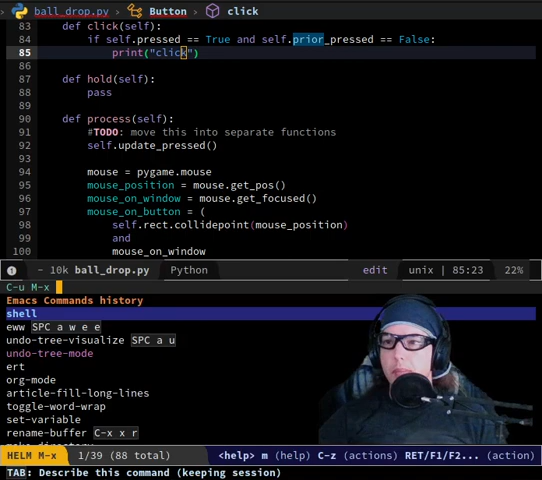 ball_drop.py Button click
83 def click(self):
84 if self.pressed == True and self.prior_pressed == False:
85 print("click")
86
87 def hold(self):
88 pass
89
90 def process(self):
91 #TODO: move this into separate functions
92 self.update_pressed()
93
94 mouse = pygame.mouse
95 mouse_position = mouse.get_pos()
96 mouse_on_window = mouse.get_focused()
97 mouse_on_button = (
98 self.rect.collidepoint(mouse_position)
99 and
100 mouse_on_window
- 10k ball_drop.py Python edit unix | 85:23 22%
C-u M-x
Emacs Commands history
shell
eww SPC a w e e
undo-tree-visualize SPC a u
undo-tree-mode
ert
org-mode
article-fill-long-lines
toggle-word-wrap
set-variable
rename-buffer C-x x r
HELM M-x 1/39 (88 total) <help> m (help) C-z (actions) RET/F1/F2... (action)
TAB: Describe this command (keeping session)